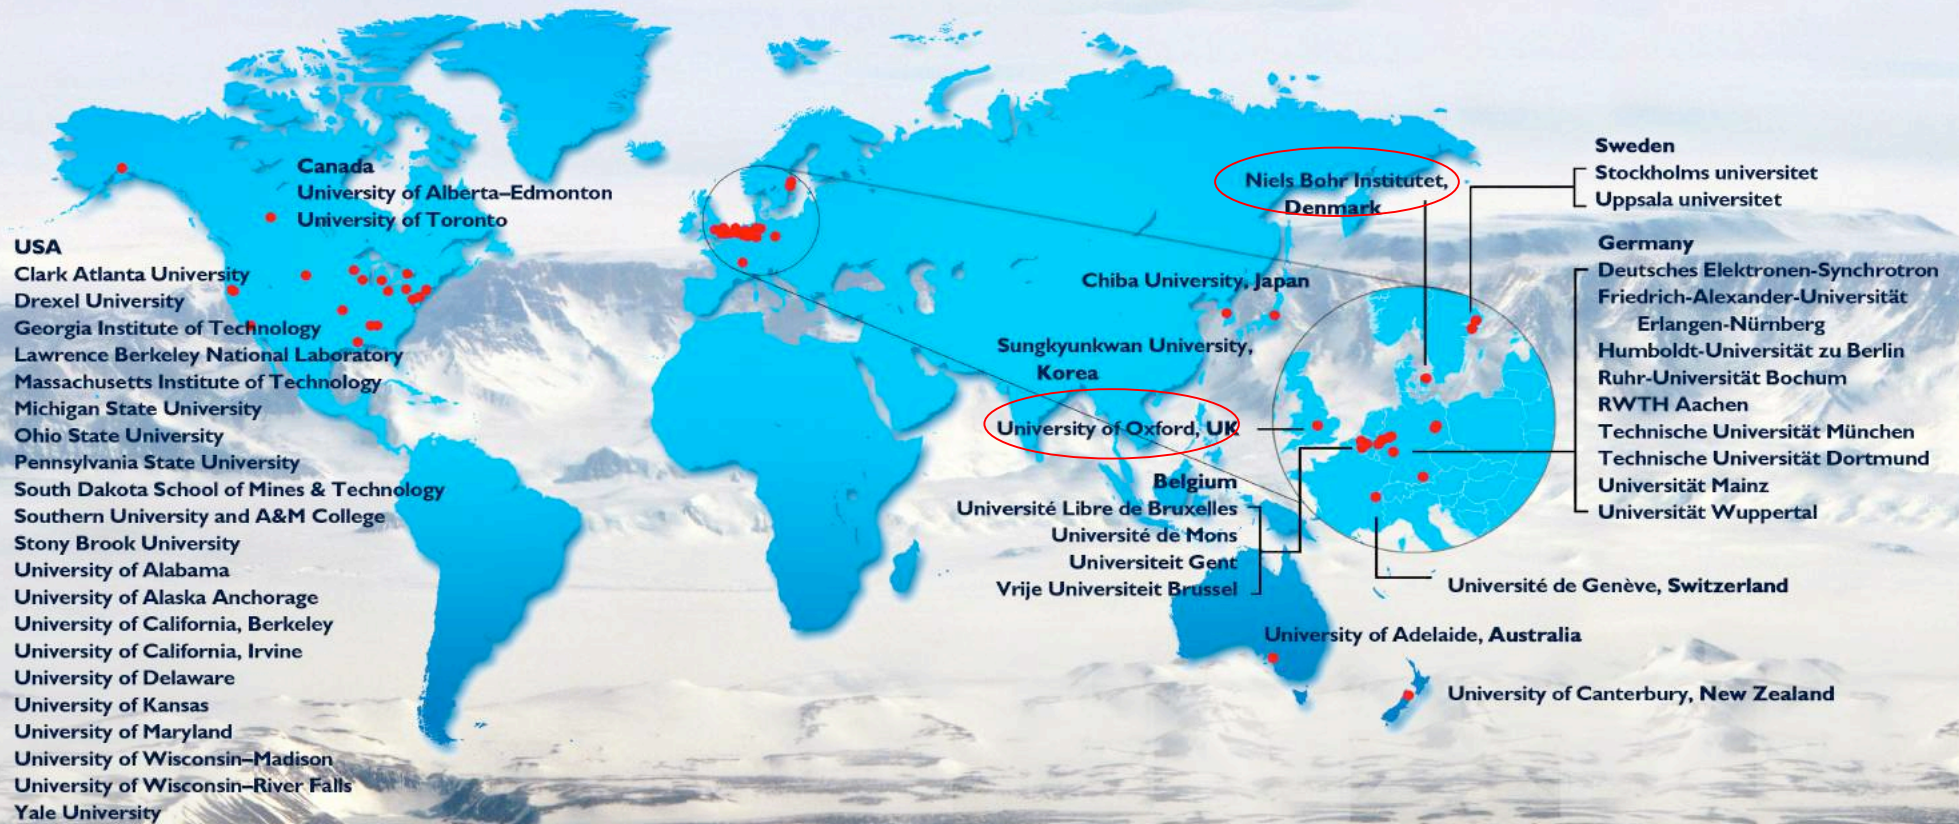 Canada
University of Alberta–Edmonton
University of Toronto
USA
Clark Atlanta University
Drexel University
Georgia Institute of Technology
Lawrence Berkeley National Laboratory
Massachusetts Institute of Technology
Michigan State University
Ohio State University
Pennsylvania State University
South Dakota School of Mines & Technology
Southern University and A&M College
Stony Brook University
University of Alabama
University of Alaska Anchorage
University of California, Berkeley
University of California, Irvine
University of Delaware
University of Kansas
University of Maryland
University of Wisconsin–Madison
University of Wisconsin–River Falls
Yale University
Niels Bohr Institutet,
Denmark
Chiba University, Japan
Sungkyunkwan University,
Korea
University of Oxford, UK
Belgium
Université Libre de Bruxelles
Université de Mons
Universiteit Gent
Vrije Universiteit Brussel
Sweden
Stockholms universitet
Uppsala universitet
Germany
Deutsches Elektronen-Synchrotron
Friedrich-Alexander-Universität
Erlangen-Nürnberg
Humboldt-Universität zu Berlin
Ruhr-Universität Bochum
RWTH Aachen
Technische Universität München
Technische Universität Dortmund
Universität Mainz
Universität Wuppertal
Université de Genève, Switzerland
University of Adelaide, Australia
University of Canterbury, New Zealand